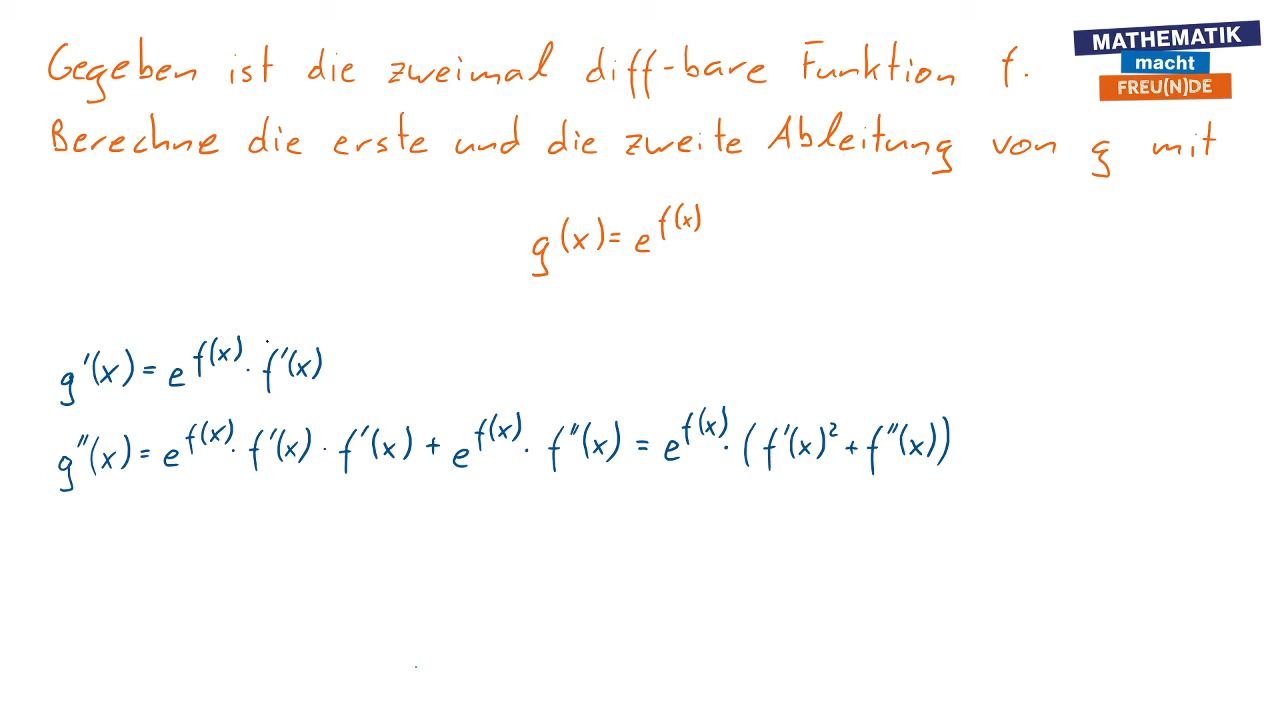 Gegeben ist die zweimal diff-bare Funktion f.
MATHEMATIK
macht
FREU(N)DE
Berechne die erste und die zweite Ableitung von g mit
g(x) = e^{f(x)}
g'(x) = e^{f(x)} · f'(x)
g''(x) = e^{f(x)} · f'(x) · f'(x) + e^{f(x)} · f''(x) = e^{f(x)} · (f'(x)² + f''(x))